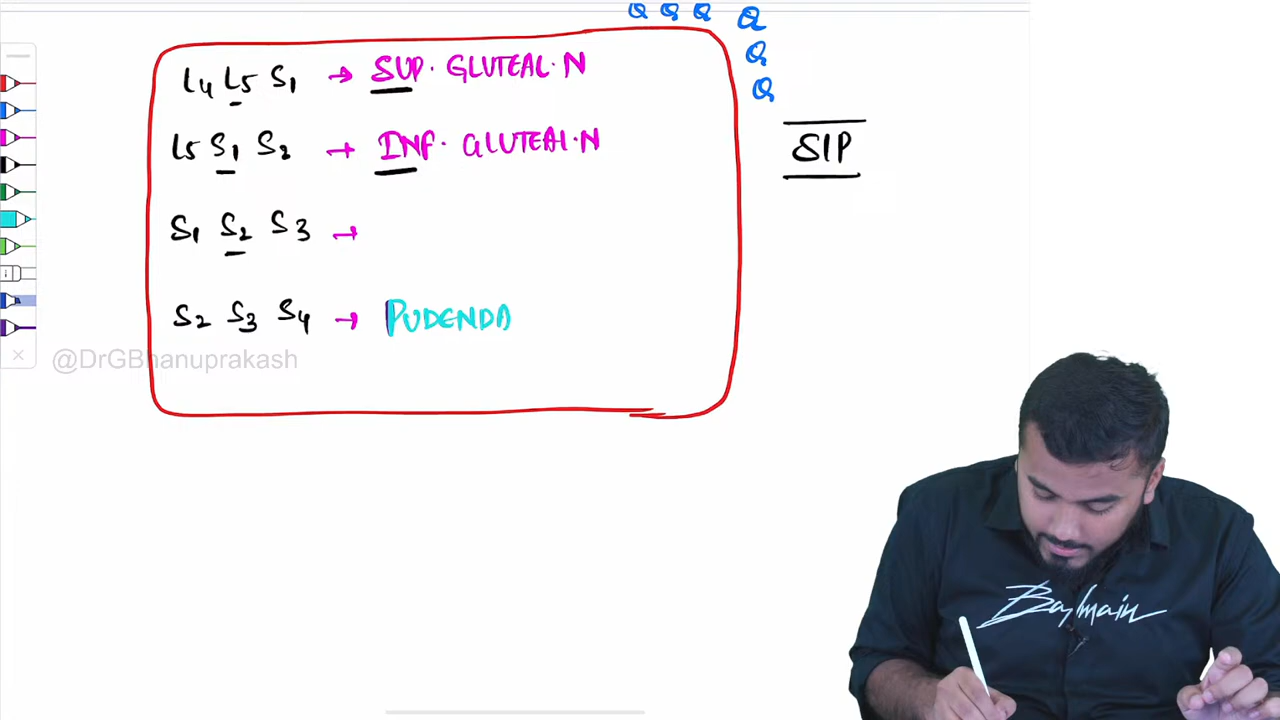 Q Q Q Q
Q
Q
L4 L5 S1 → SUP. GLUTEAL. N
L5 S1 S2 → INF. GLUTEAL. N
SIP
S1 S2 S3 →
S2 S3 S4 → PUDENDA
@DrGBhanuprakash
Balmain